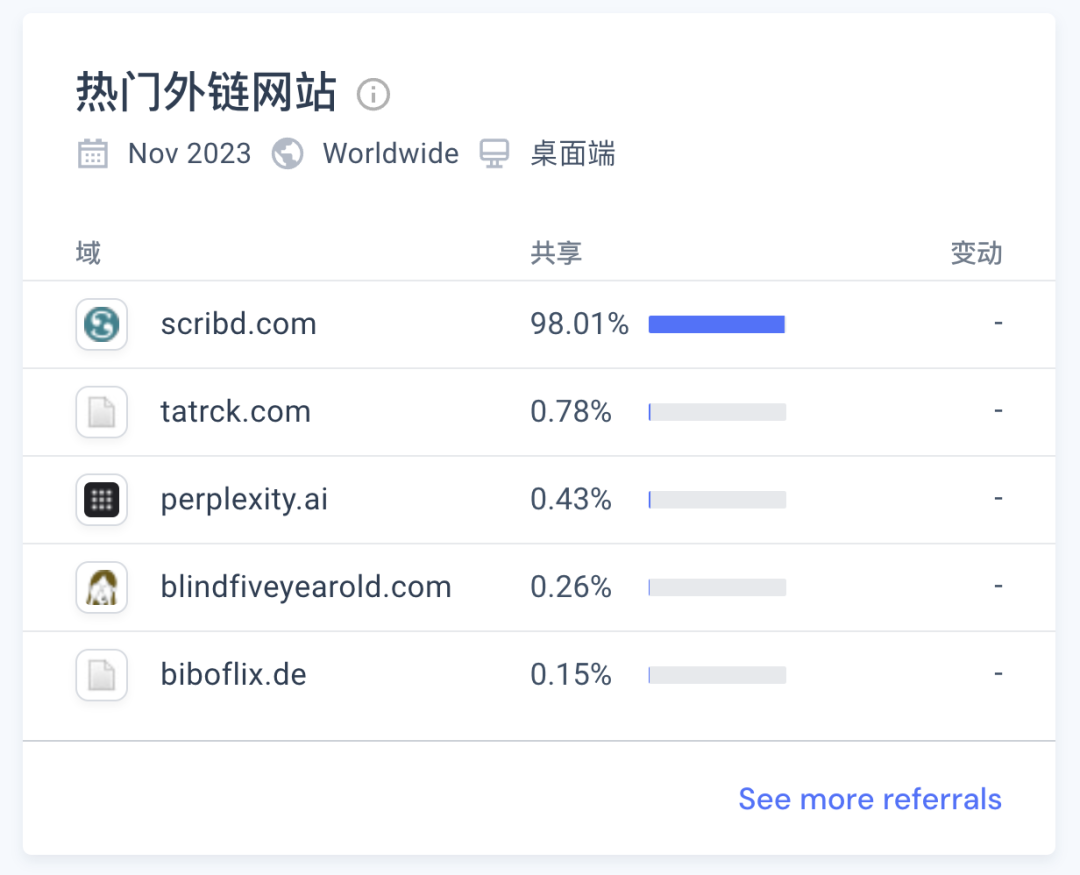 热门外链网站
Nov 2023 Worldwide 桌面端
域 共享 变动
scribd.com 98.01% -
tatrck.com 0.78% -
perplexity.ai 0.43% -
blindfiveyearold.com 0.26% -
biboflix.de 0.15% -
See more referrals